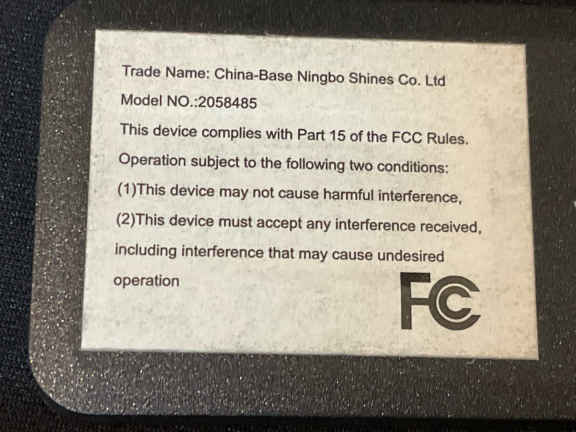 Trade Name: China-Base Ningbo Shines Co. Ltd
Model NO.:2058485
This device complies with Part 15 of the FCC Rules.
Operation subject to the following two conditions:
(1)This device may not cause harmful interference,
(2)This device must accept any interference received,
including interference that may cause undesired
operation
FC